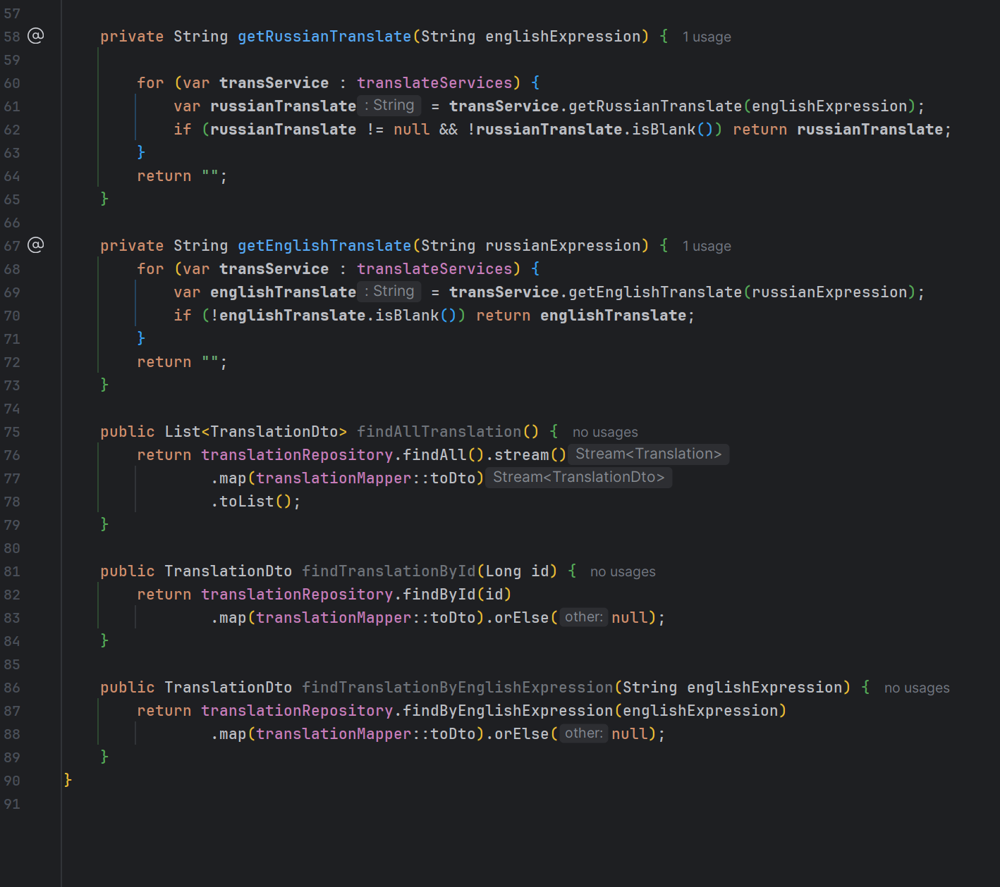 57
58 @ private String getRussianTranslate(String englishExpression) { 1 usage
59
60 for (var transService : translateServices) {
61 var russianTranslate : String = transService.getRussianTranslate(englishExpression);
62 if (russianTranslate != null && !russianTranslate.isBlank()) return russianTranslate;
63 }
64 return "";
65 }
66
67 @ private String getEnglishTranslate(String russianExpression) { 1 usage
68 for (var transService : translateServices) {
69 var englishTranslate : String = transService.getEnglishTranslate(russianExpression);
70 if (!englishTranslate.isBlank()) return englishTranslate;
71 }
72 return "";
73 }
74
75 public List<TranslationDto> findAllTranslation() { no usages
76 return translationRepository.findAll().stream() Stream<Translation>
77 .map(translationMapper::toDto) Stream<TranslationDto>
78 .toList();
79 }
80
81 public TranslationDto findTranslationById(Long id) { no usages
82 return translationRepository.findById(id)
83 .map(translationMapper::toDto).orElse( other: null);
84 }
85
86 public TranslationDto findTranslationByEnglishExpression(String englishExpression) { no usages
87 return translationRepository.findByEnglishExpression(englishExpression)
88 .map(translationMapper::toDto).orElse( other: null);
89 }
90 }
91